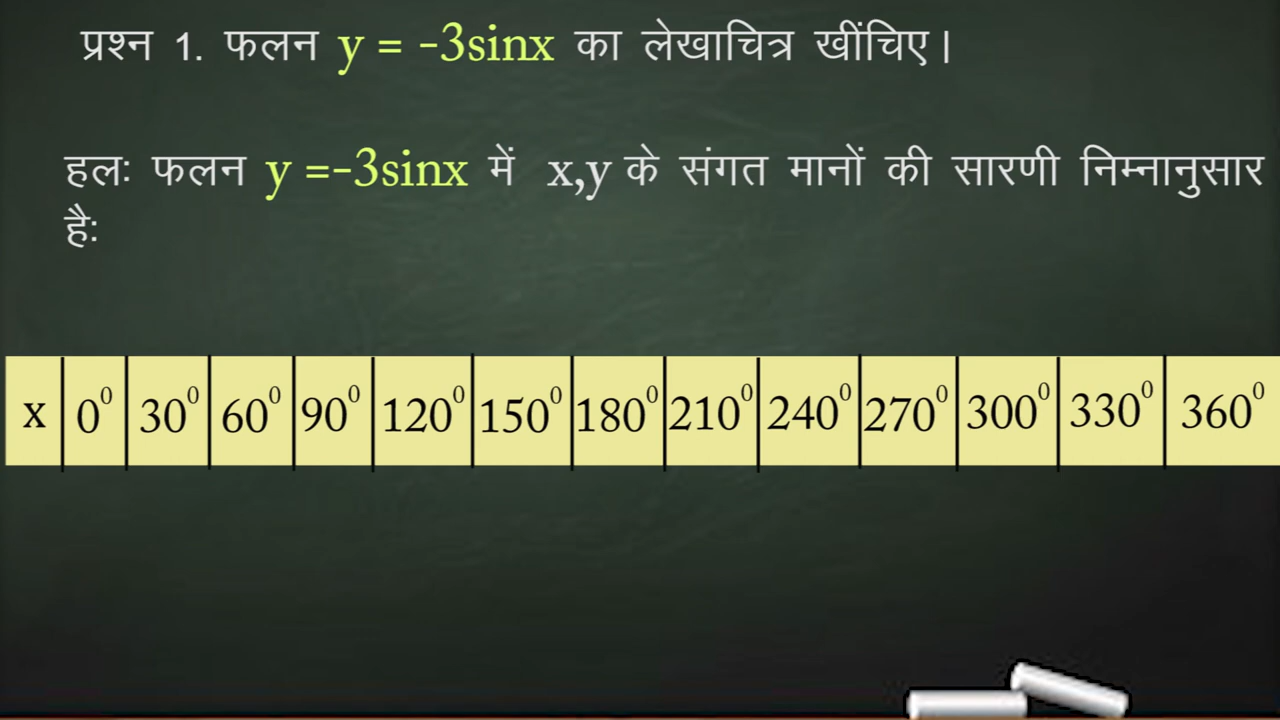 प्रश्न 1. फलन y = -3sinx का लेखाचित्र खींचिए।
हलः फलन y =-3sinx में x,y के संगत मानों की सारणी निम्नानुसार
हैः
x 0⁰ 30⁰ 60⁰ 90⁰ 120⁰ 150⁰ 180⁰ 210⁰ 240⁰ 270⁰ 300⁰ 330⁰ 360⁰